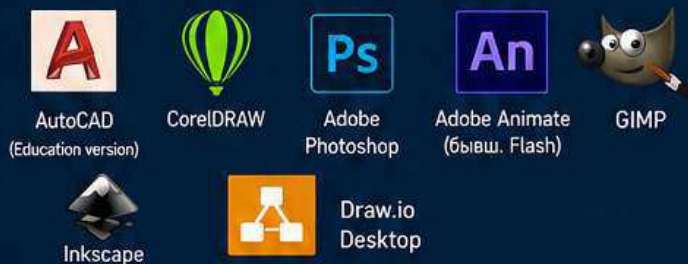 A
Ps
An
AutoCAD
(Education version)
CorelDRAW
Adobe
Photoshop
Adobe Animate
(бывш. Flash)
GIMP
Inkscape
Draw.io
Desktop